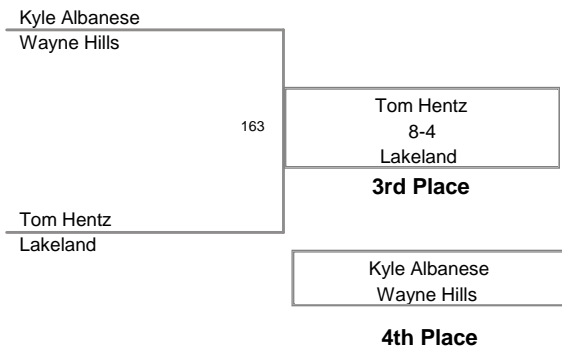 Kyle Albanese
Wayne Hills
163
Tom Hentz
8-4
Lakeland
3rd Place
Tom Hentz
Lakeland
Kyle Albanese
Wayne Hills
4th Place